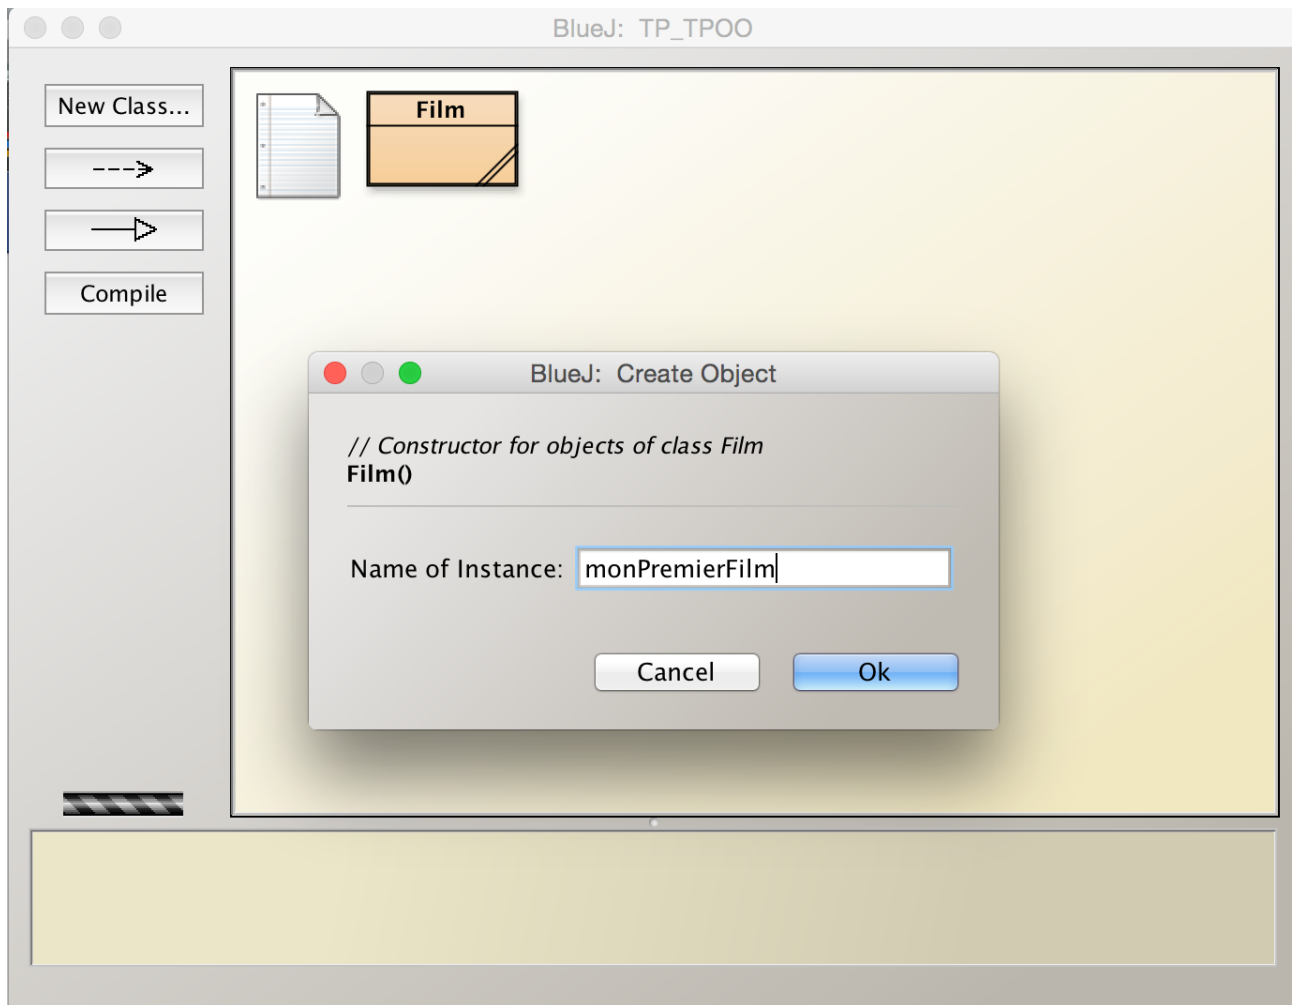 BlueJ: TP_TPOO
New Class...
Film
Compile
BlueJ: Create Object
// Constructor for objects of class Film
Film()
Name of Instance: monPremierFilm
Cancel
Ok